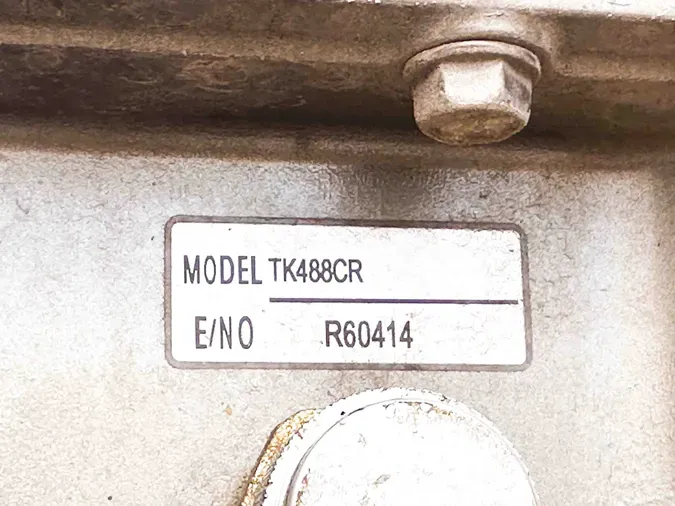 MODEL TK488CR
E/NO R60414